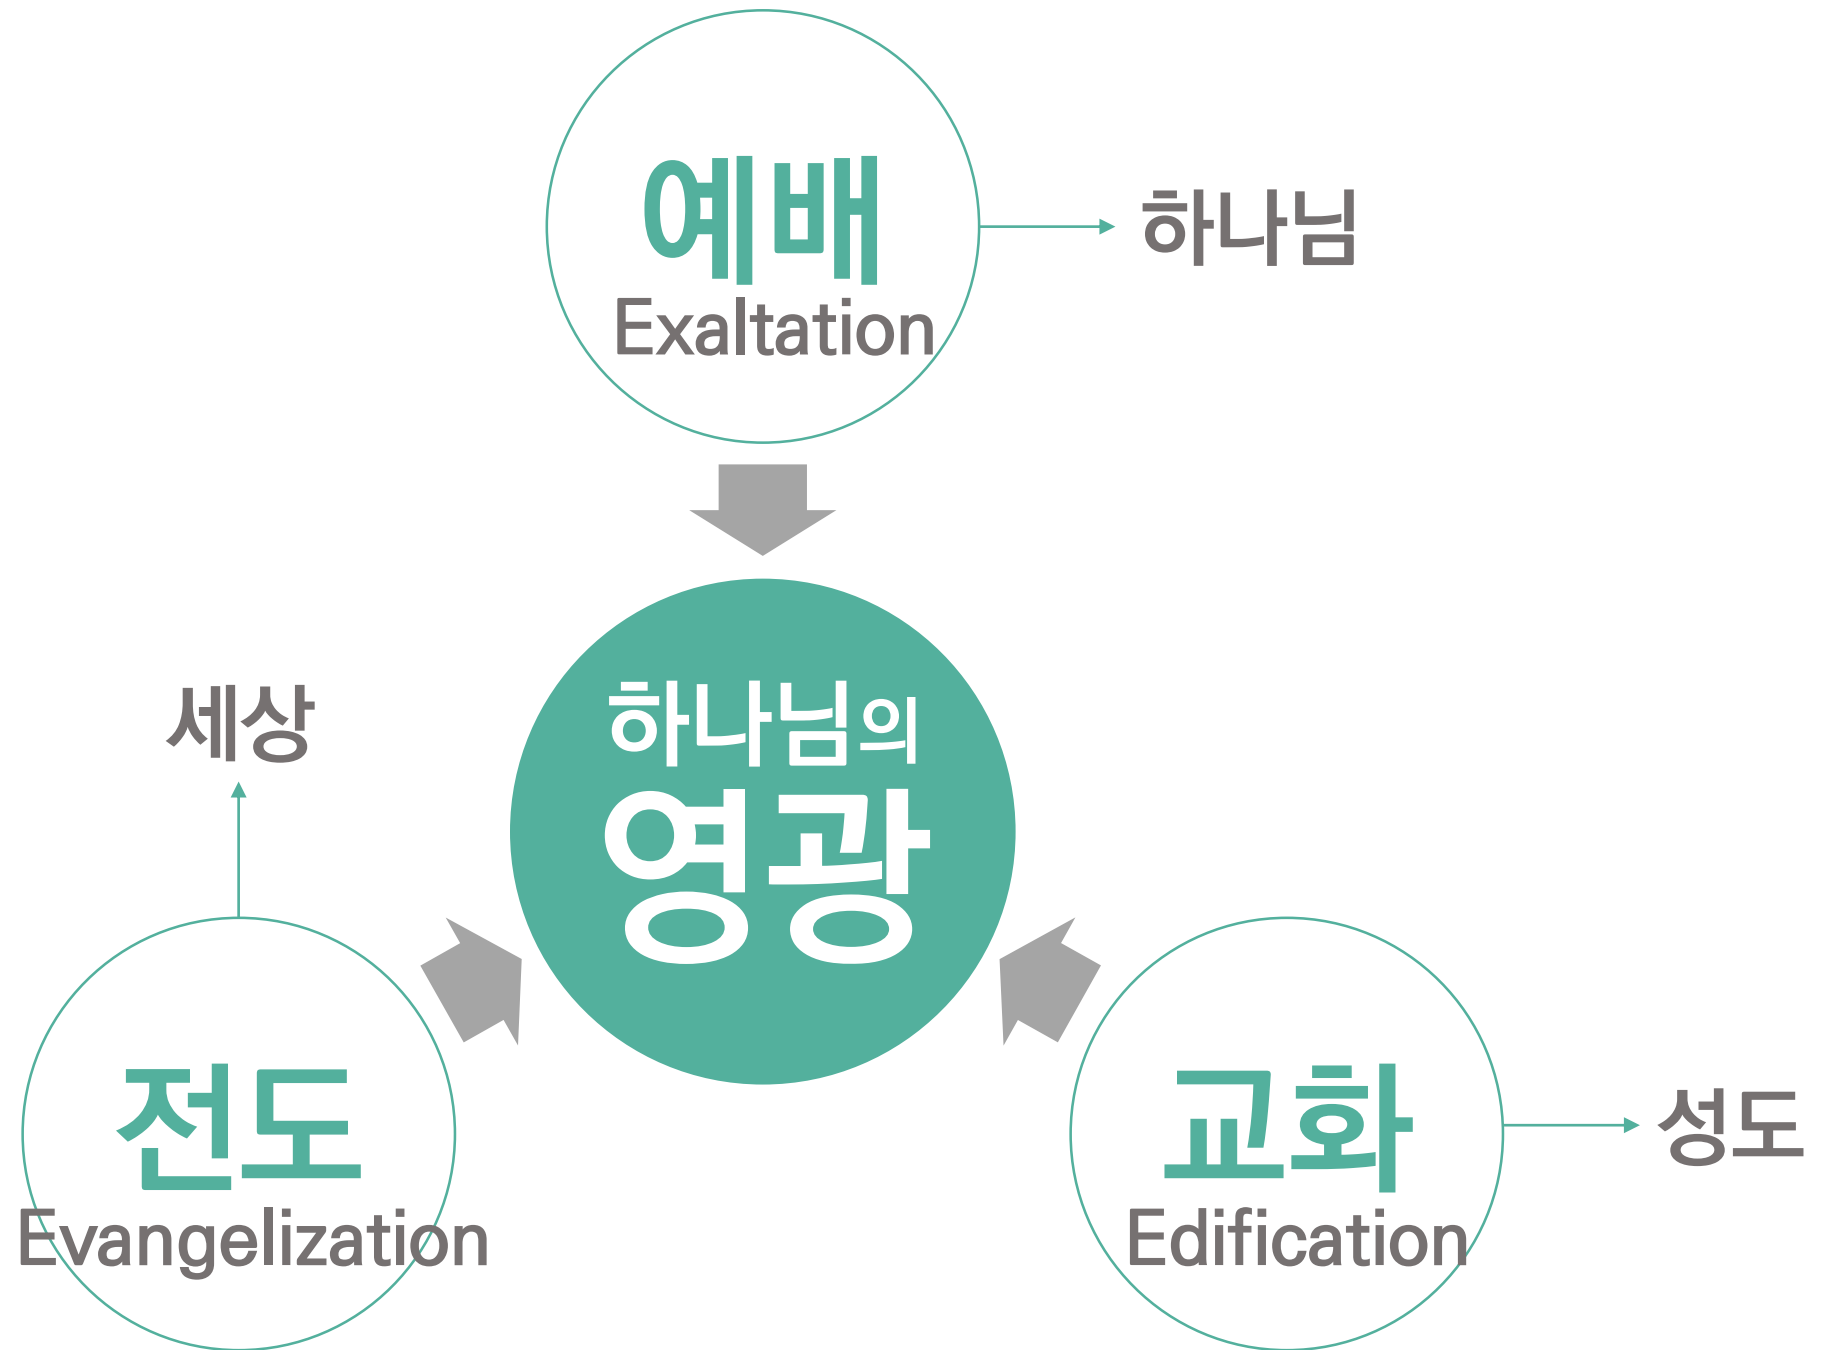 예배
Exaltation
하나님
하나님의
영광
세상
전도
Evangelization
교화
Edification
성도